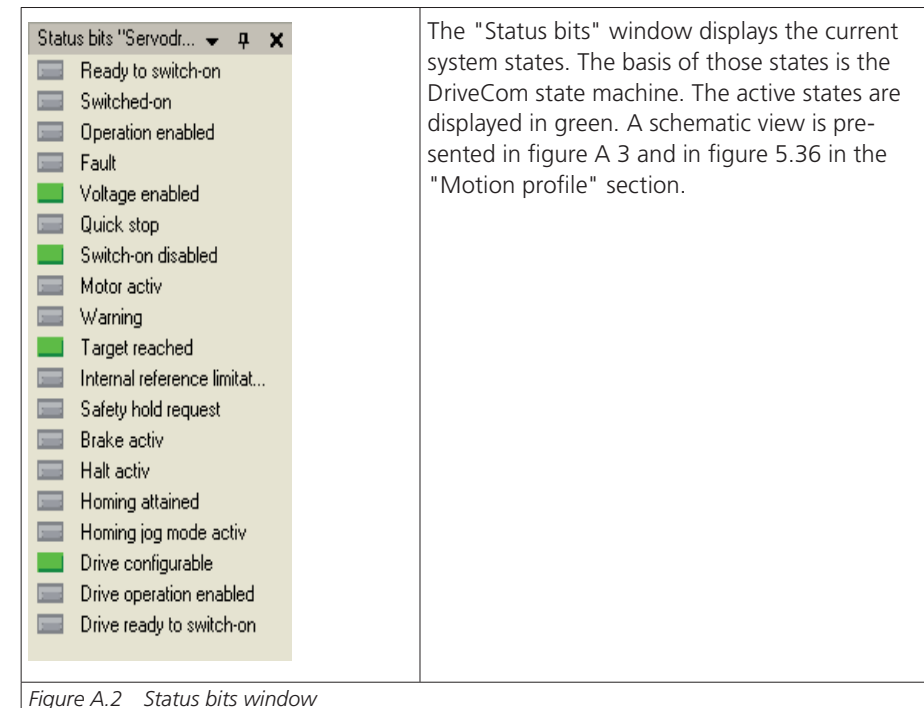 Status bits "Servodr...
Ready to switch-on
Switched-on
Operation enabled
Fault
Voltage enabled
Quick stop
Switch-on disabled
Motor activ
Warning
Target reached
Internal reference limitat...
Safety hold request
Brake activ
Halt activ
Homing attained
Homing jog mode activ
Drive configurable
Drive operation enabled
Drive ready to switch-on
The "Status bits" window displays the current
system states. The basis of those states is the
DriveCom state machine. The active states are
displayed in green. A schematic view is pre-
sented in figure A 3 and in figure 5.36 in the
"Motion profile" section.
Figure A.2 Status bits window